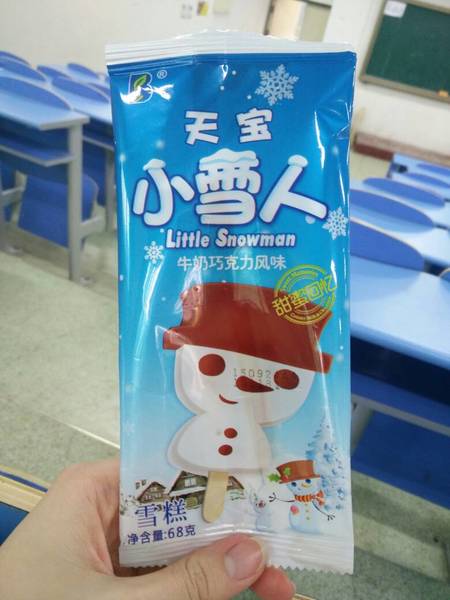 ®
天宝
小雪人
Little Snowman
牛奶巧克力风味
甜蜜回忆
15092
雪糕
净含量:68克